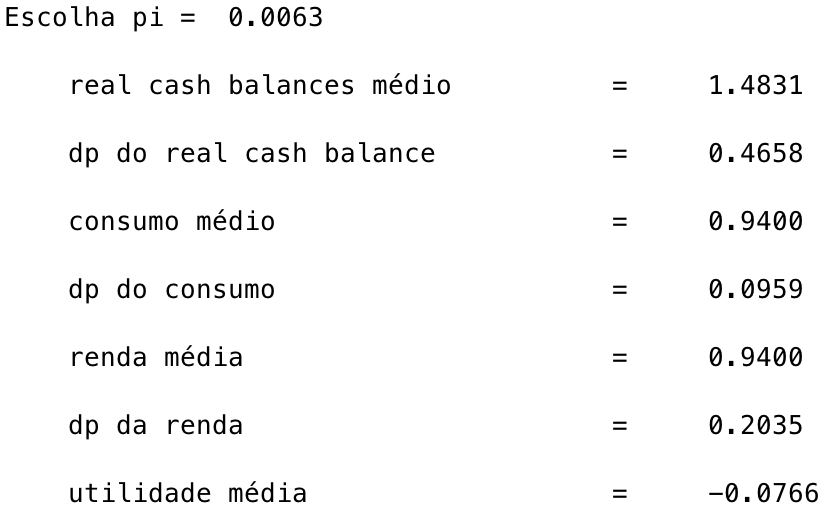 Escolha pi =  0.0063
real cash balances médio = 1.4831
dp do real cash balance = 0.4658
consumo médio = 0.9400
dp do consumo = 0.0959
renda média = 0.9400
dp da renda = 0.2035
utilidade média = -0.0766